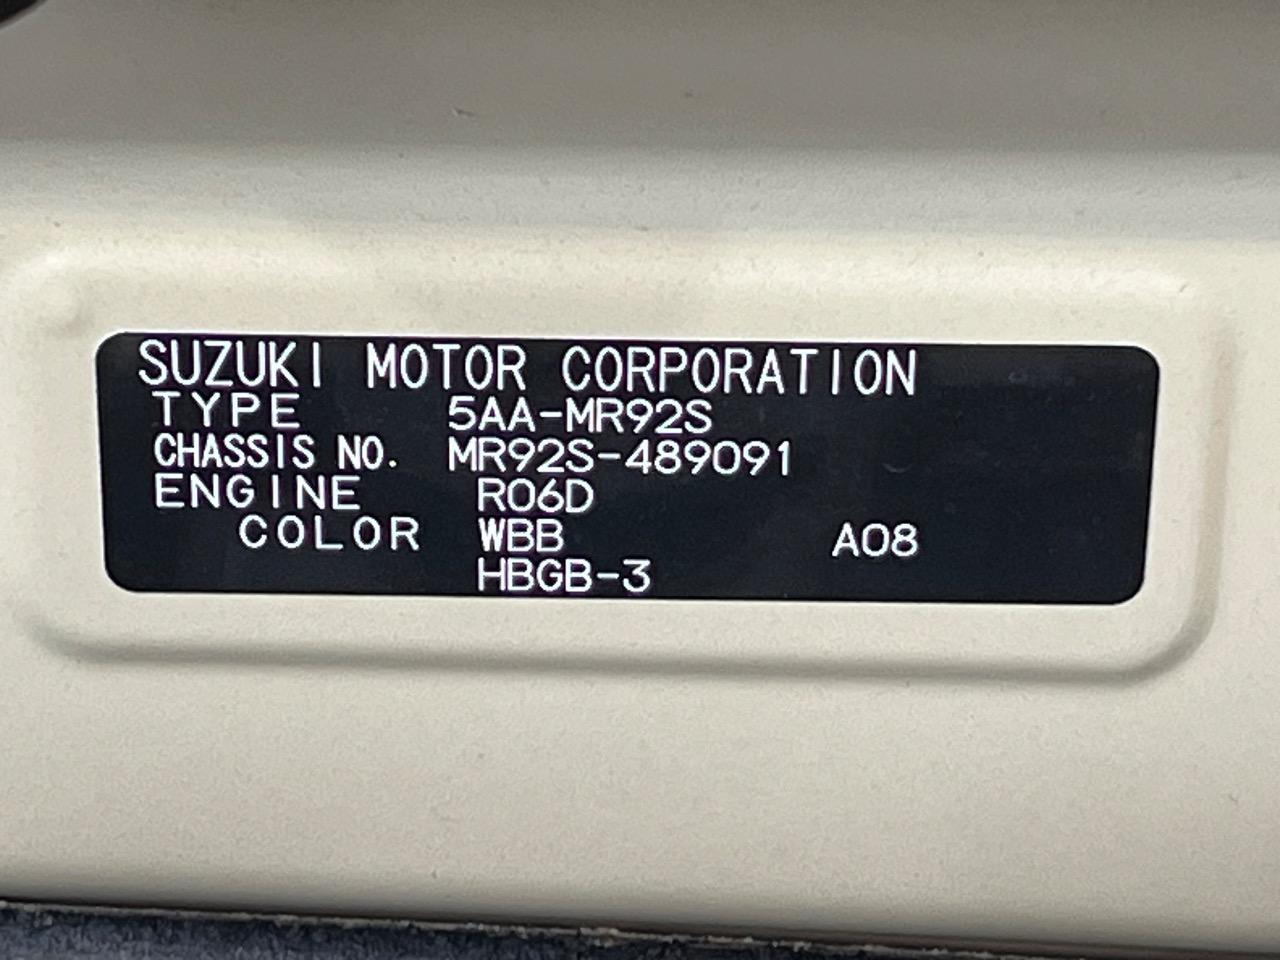 SUZUKI MOTOR CORPORATION
TYPE 5AA-MR92S
CHASSIS NO. MR92S-489091
ENGINE R06D
COLOR WBB A08
HBGB-3